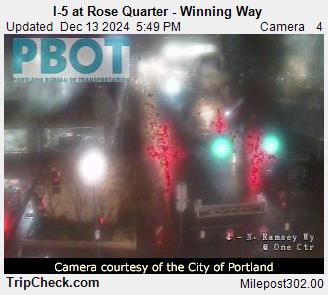 I-5 at Rose Quarter - Winning Way
Updated Dec 13 2024 5:49 PM Camera 4
PBOT
PORTLAND BUREAU OF TRANSPORTATION
4 - N. Ramsey Wy
@ One Ctr
Camera courtesy of the City of Portland
TripCheck.com Milepost302.00